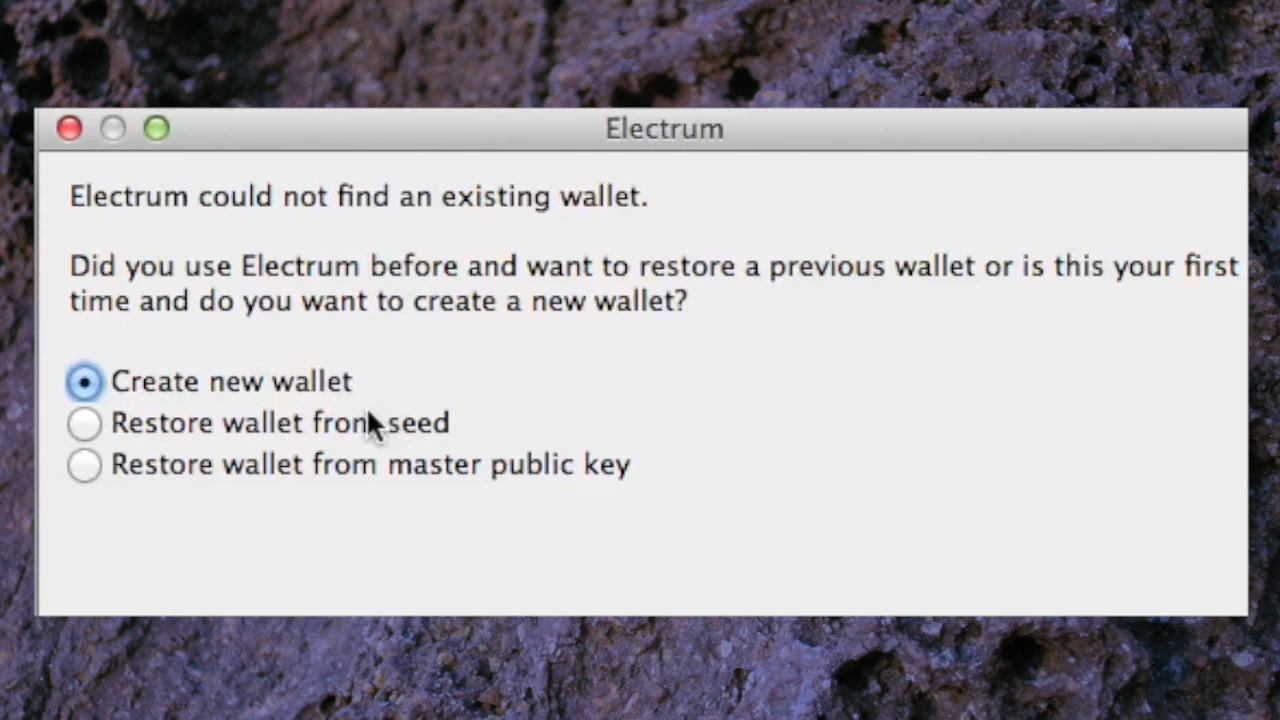 Electrum
Electrum could not find an existing wallet.
Did you use Electrum before and want to restore a previous wallet or is this your first
time and do you want to create a new wallet?
Create new wallet
Restore wallet from seed
Restore wallet from master public key